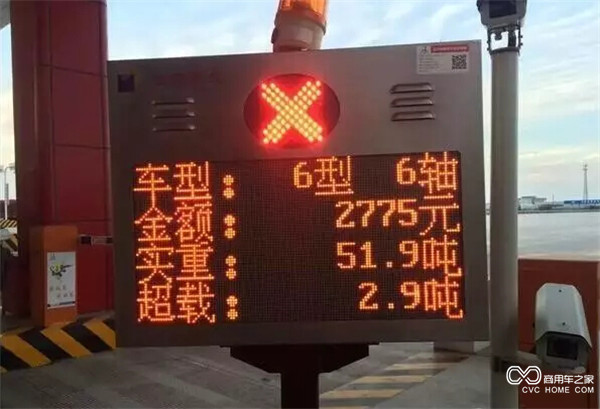 车型: 6型 6轴
金额: 2775元
实重: 51.9吨
超载: 2.9吨
商用车之家
CVC HOME.COM